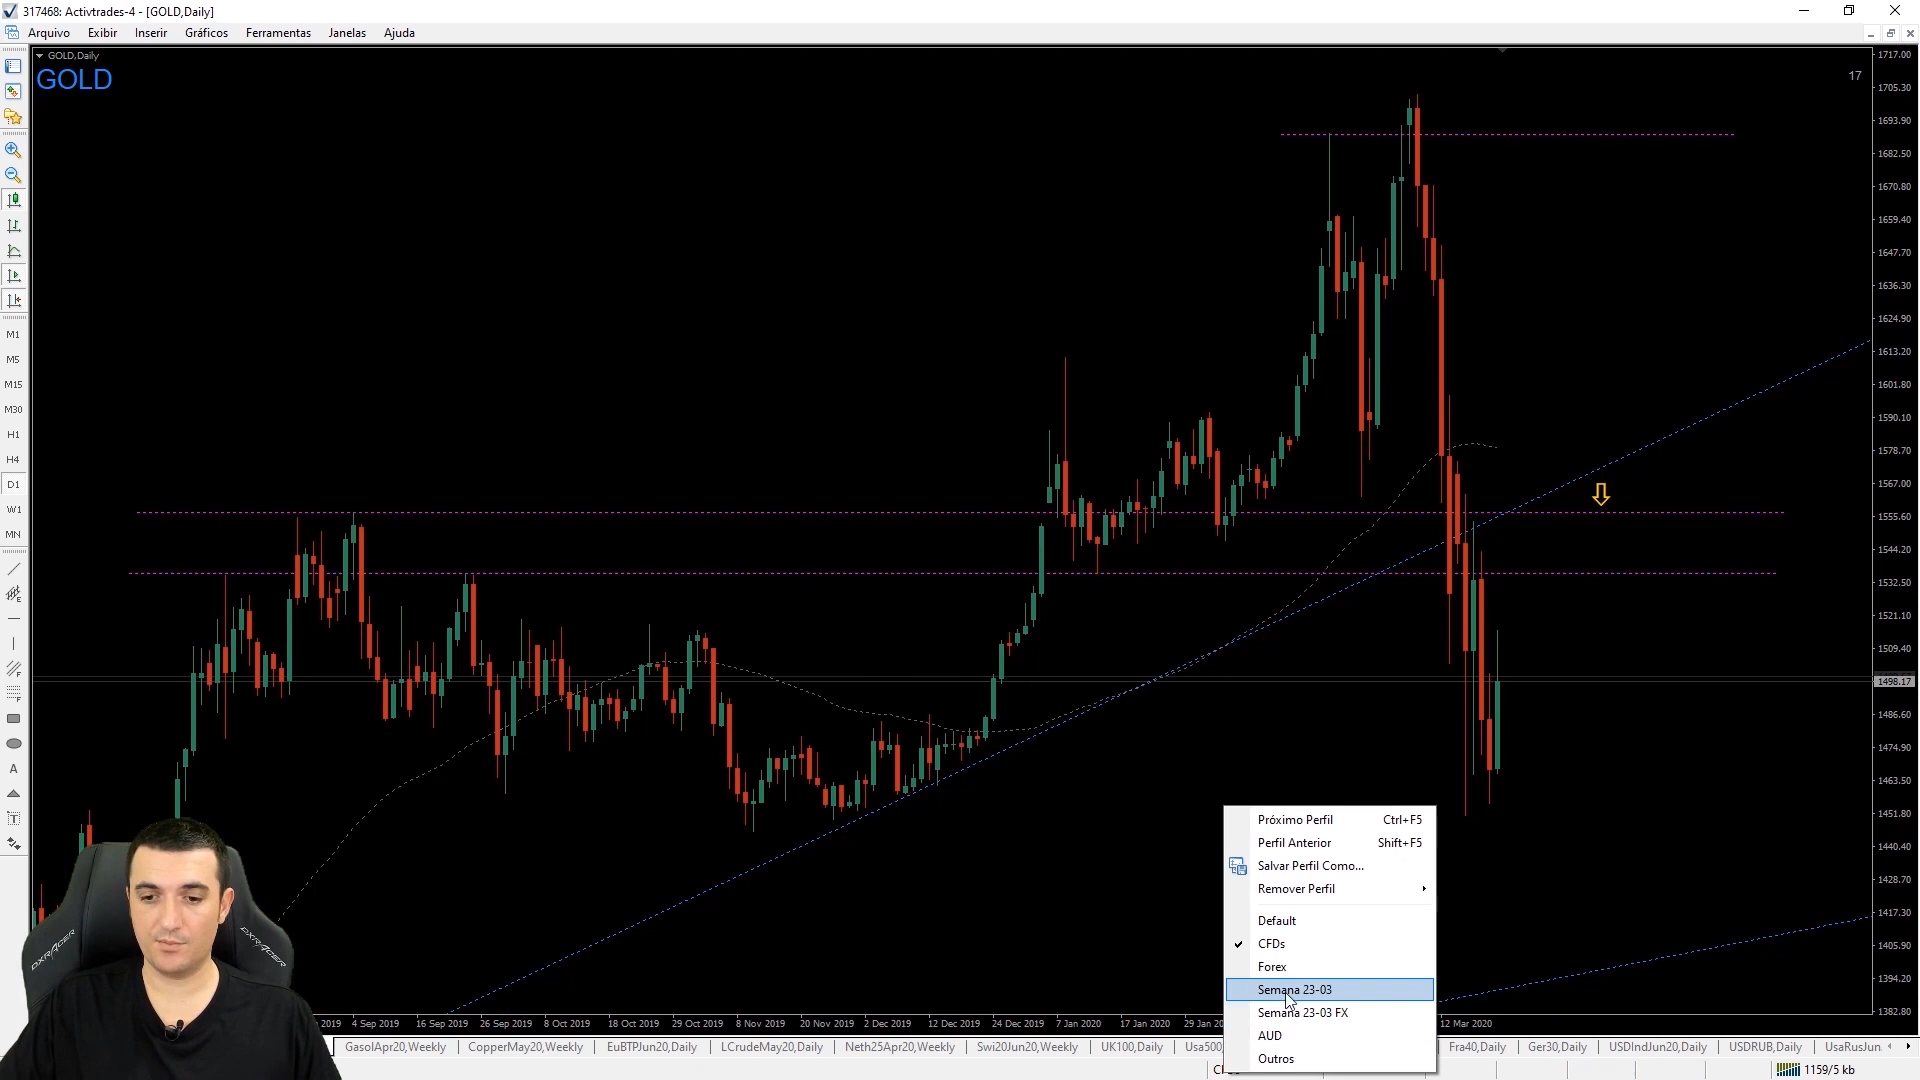 317468: Activtrades-4 - [GOLD,Daily]
Arquivo Exibir Inserir Gráficos Ferramentas Janelas Ajuda
GOLD,Daily
GOLD
17
1717.00
1705.30
1693.90
1682.50
1670.80
1659.40
1647.70
1636.30
1624.90
1613.20
1601.80
1590.10
1578.70
1567.00
1555.60
1544.20
1532.50
1521.10
1509.40
1498.17
1486.60
1474.90
1463.50
1451.80
1440.40
1428.70
1417.30
1405.90
1394.20
1382.80
M1
M5
M15
M30
H1
H4
D1
W1
MN
A
T
DXRACER
DXRACER
Próximo Perfil Ctrl+F5
Perfil Anterior Shift+F5
Salvar Perfil Como...
Remover Perfil
Default
CFDs
Forex
Semana 23-03
Semana 23-03 FX
AUD
Outros
2019 4 Sep 2019 16 Sep 2019 26 Sep 2019 8 Oct 2019 18 Oct 2019 29 Oct 2019 8 Nov 2019 20 Nov 2019 2 Dec 2019 12 Dec 2019 24 Dec 2019 7 Jan 2020 17 Jan 2020 29 Jan 12 Mar 2020
GasolApr20,Weekly CopperMay20,Weekly EuBTPJun20,Daily LCrudeMay20,Daily Neth25Apr20,Weekly Swi20Jun20,Weekly UK100,Daily Usa500, Fra40,Daily Ger30,Daily USDIndJun20,Daily USDRUB,Daily UsaRusJun
1159/5 kb